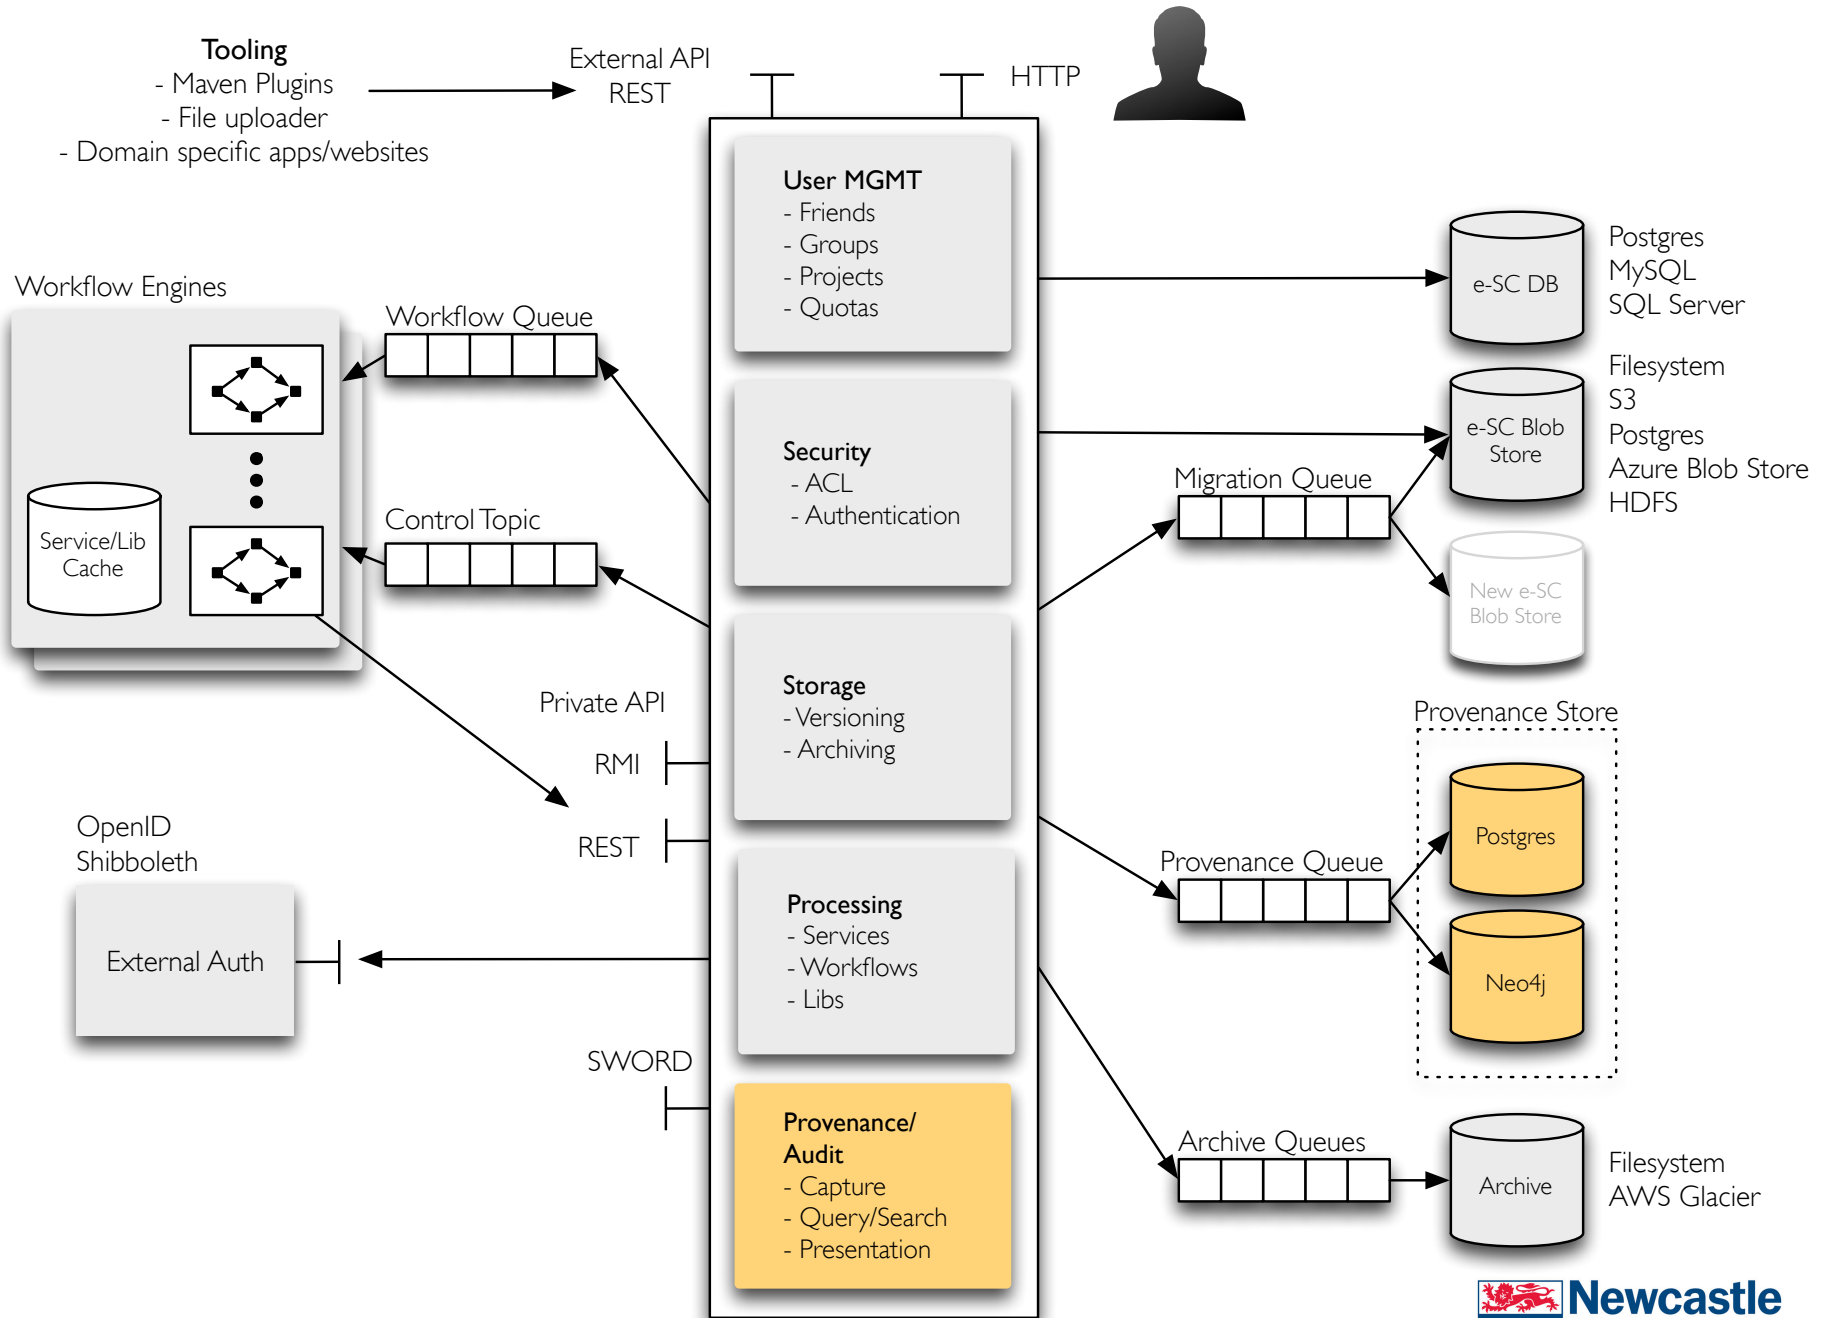 Tooling
- Maven Plugins
- File uploader
- Domain specific apps/websites
External API
REST
HTTP
User MGMT
- Friends
- Groups
- Projects
- Quotas
Security
- ACL
- Authentication
Storage
- Versioning
- Archiving
Processing
- Services
- Workflows
- Libs
Provenance/
Audit
- Capture
- Query/Search
- Presentation
Workflow Engines
Service/Lib
Cache
Workflow Queue
Control Topic
Private API
RMI
REST
OpenID
Shibboleth
External Auth
SWORD
e-SC DB
Postgres
MySQL
SQL Server
e-SC Blob
Store
Filesystem
S3
Postgres
Azure Blob Store
HDFS
Migration Queue
New e-SC
Blob Store
Provenance Store
Postgres
Neo4j
Provenance Queue
Archive Queues
Archive
Filesystem
AWS Glacier
Newcastle